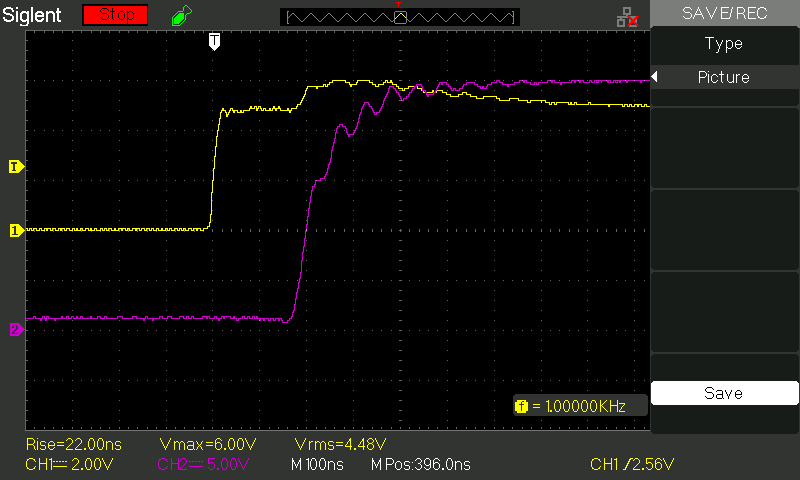 Siglent Stop T SAVE/REC
T Type
Picture
T
1
2
f = 1.00000KHz Save
Rise=22.00ns Vmax=6.00V Vrms=4.48V
CH1 2.00V CH2 5.00V M 100ns M Pos:396.0ns CH1 2.56V